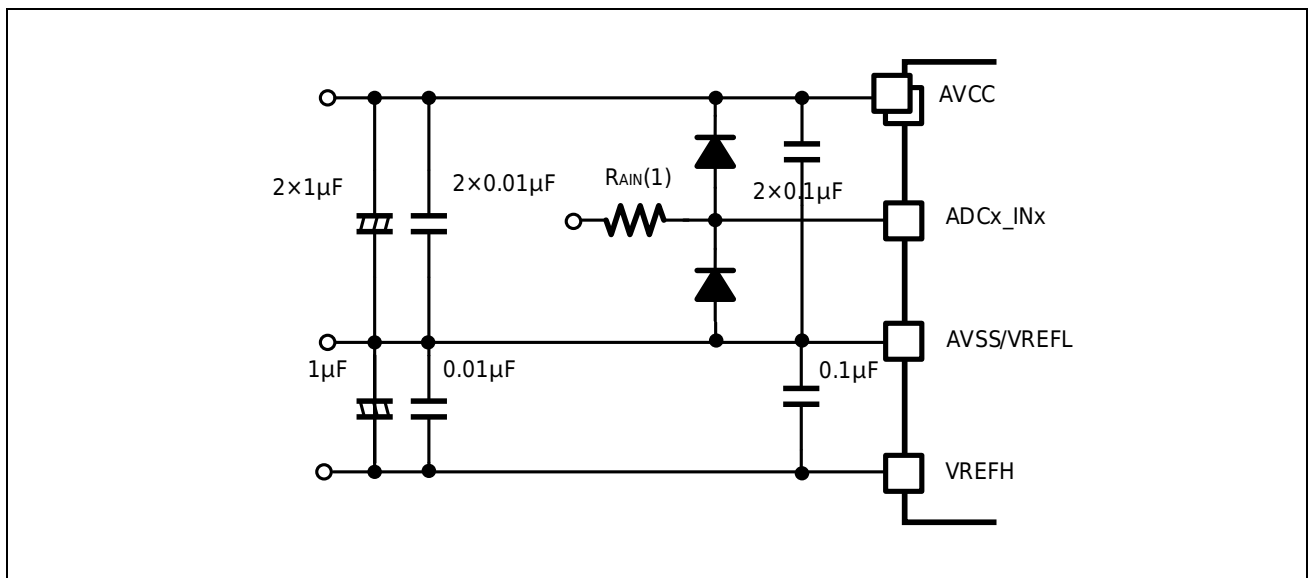 AVCC
2×1µF
2×0.01µF
RAIN(1)
2×0.1µF
ADCx_INx
AVSS/VREFL
1µF
0.01µF
0.1µF
VREFH